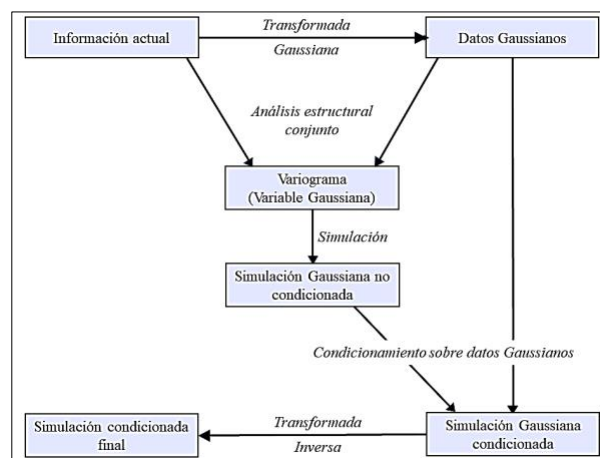 Transformada
Información actual
Datos Gaussianos
Gaussiana
Análisis estructural
conjunto
Variograma
(Variable Gaussiana)
Simulación
Simulación Gaussiana no
condicionada
Condicionamiento sobre datos Gaussianos
Simulación condicionada
final
Transformada
Inversa
Simulación Gaussiana
condicionada